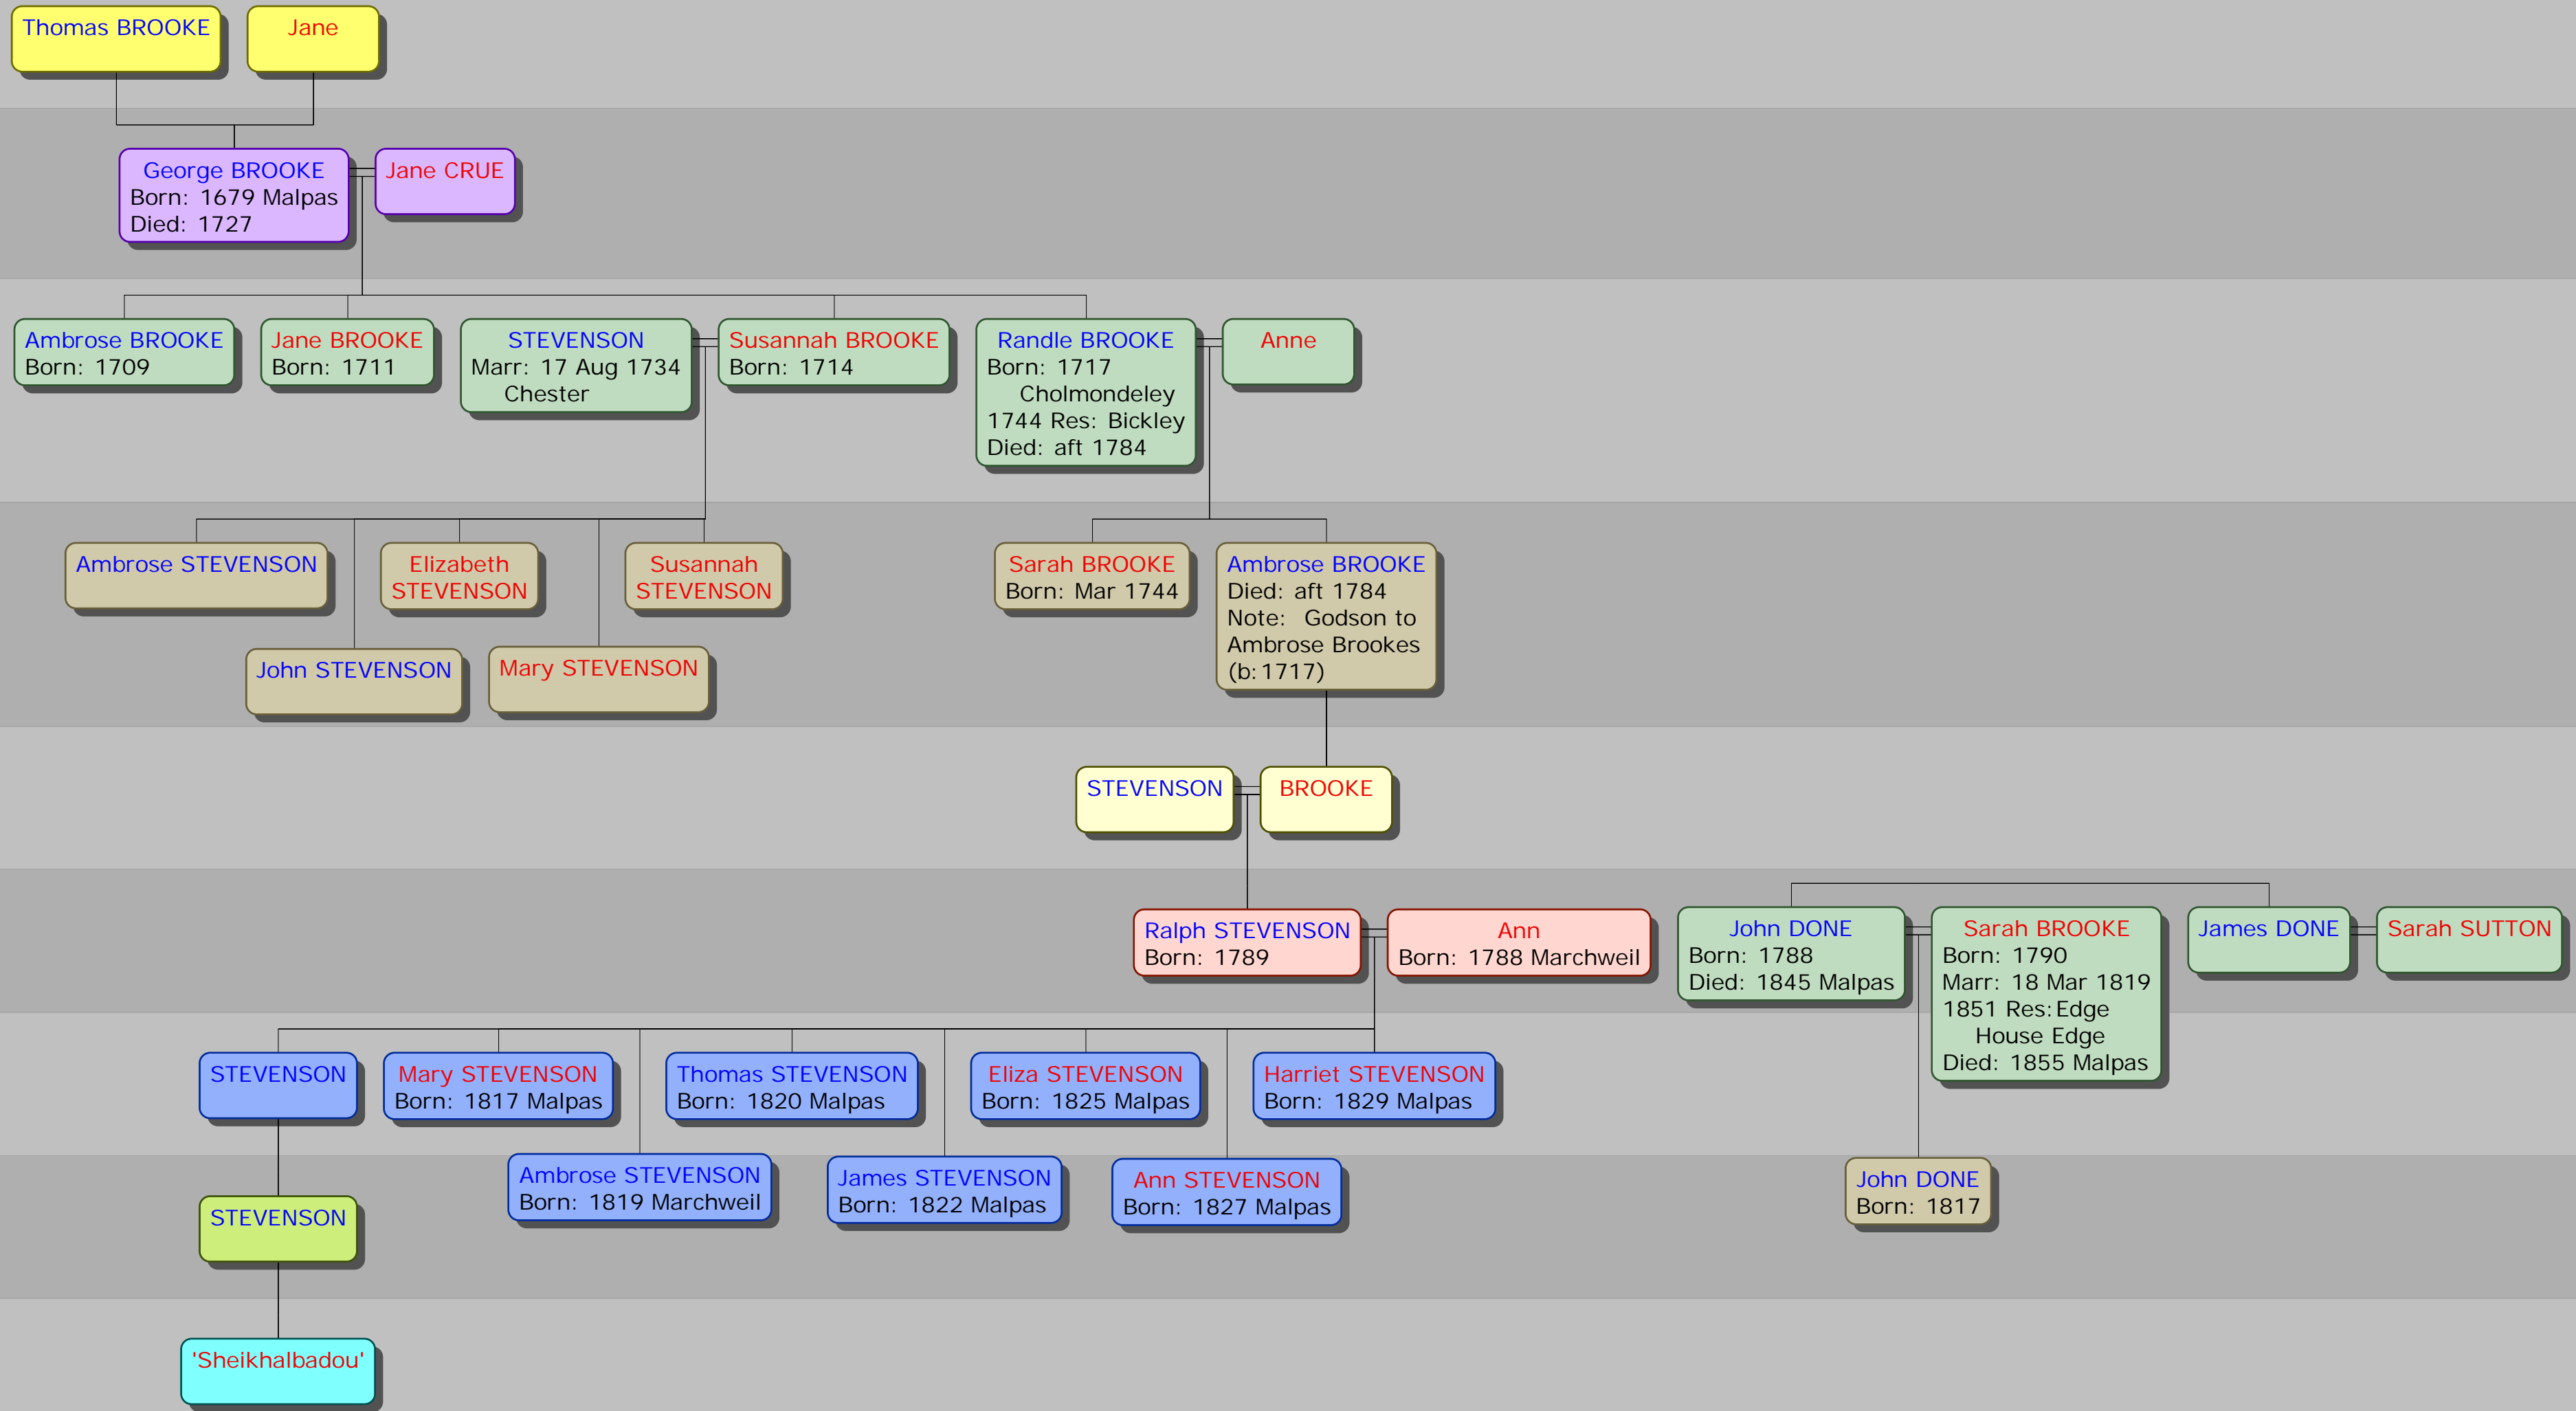 Thomas BROOKE
Jane
George BROOKE
Born: 1679 Malpas
Died: 1727
Jane CRUE
Ambrose BROOKE
Born: 1709
Jane BROOKE
Born: 1711
STEVENSON
Marr: 17 Aug 1734
Chester
Susannah BROOKE
Born: 1714
Randle BROOKE
Born: 1717
Cholmondeley
1744 Res: Bickley
Died: aft 1784
Anne
Ambrose STEVENSON
John STEVENSON
Elizabeth
STEVENSON
Mary STEVENSON
Susannah
STEVENSON
Sarah BROOKE
Born: Mar 1744
Ambrose BROOKE
Died: aft 1784
Note: Godson to
Ambrose Brookes
(b:1717)
STEVENSON
BROOKE
Ralph STEVENSON
Born: 1789
Ann
Born: 1788 Marchweil
John DONE
Born: 1788
Died: 1845 Malpas
Sarah BROOKE
Born: 1790
Marr: 18 Mar 1819
1851 Res:Edge
House Edge
Died: 1855 Malpas
James DONE
Sarah SUTTON
STEVENSON
Mary STEVENSON
Born: 1817 Malpas
Ambrose STEVENSON
Born: 1819 Marchweil
Thomas STEVENSON
Born: 1820 Malpas
James STEVENSON
Born: 1822 Malpas
Eliza STEVENSON
Born: 1825 Malpas
Ann STEVENSON
Born: 1827 Malpas
Harriet STEVENSON
Born: 1829 Malpas
John DONE
Born: 1817
STEVENSON
'Sheikhalbadou'